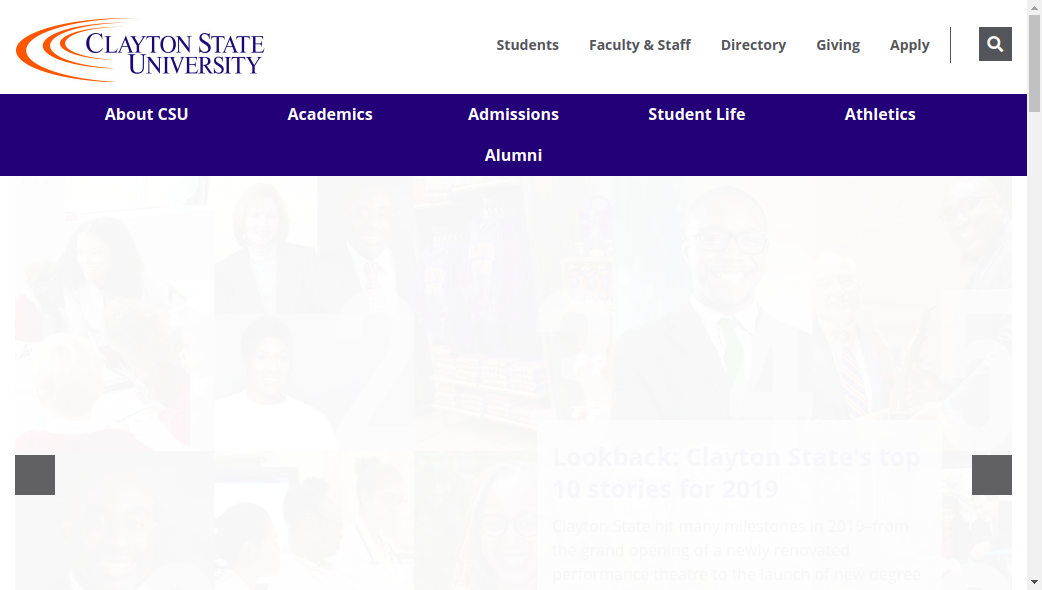 CLAYTON STATE
UNIVERSITY
Students Faculty & Staff Directory Giving Apply
About CSU Academics Admissions Student Life Athletics
Alumni
Lookback: Clayton State's top
10 stories for 2019
Clayton State hit many milestones in 2019–from
the grand opening of a newly renovated
performance theatre to the launch of new degree